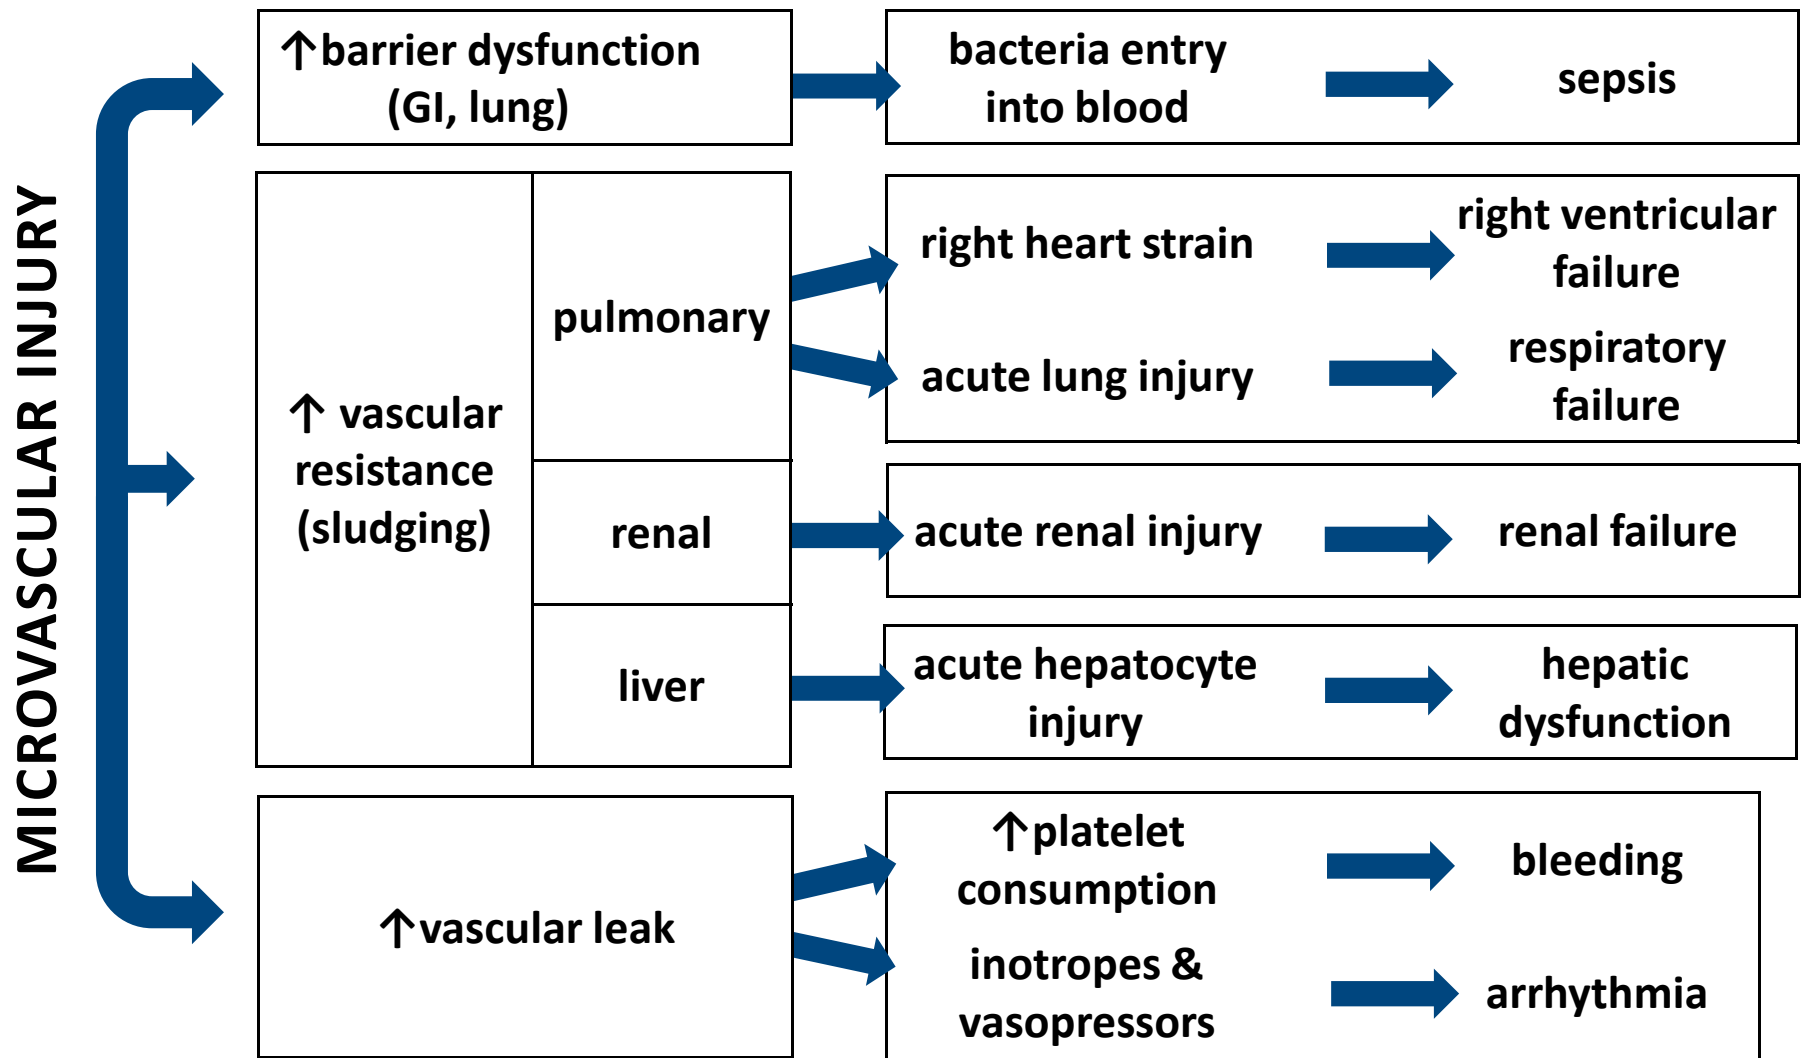 MICROVASCULAR INJURY
↑barrier dysfunction
(GI, lung)
bacteria entry
into blood
sepsis
↑ vascular
resistance
(sludging)
pulmonary
right heart strain
right ventricular
failure
acute lung injury
respiratory
failure
renal
acute renal injury
renal failure
liver
acute hepatocyte
injury
hepatic
dysfunction
↑vascular leak
↑platelet
consumption
bleeding
inotropes &
vasopressors
arrhythmia